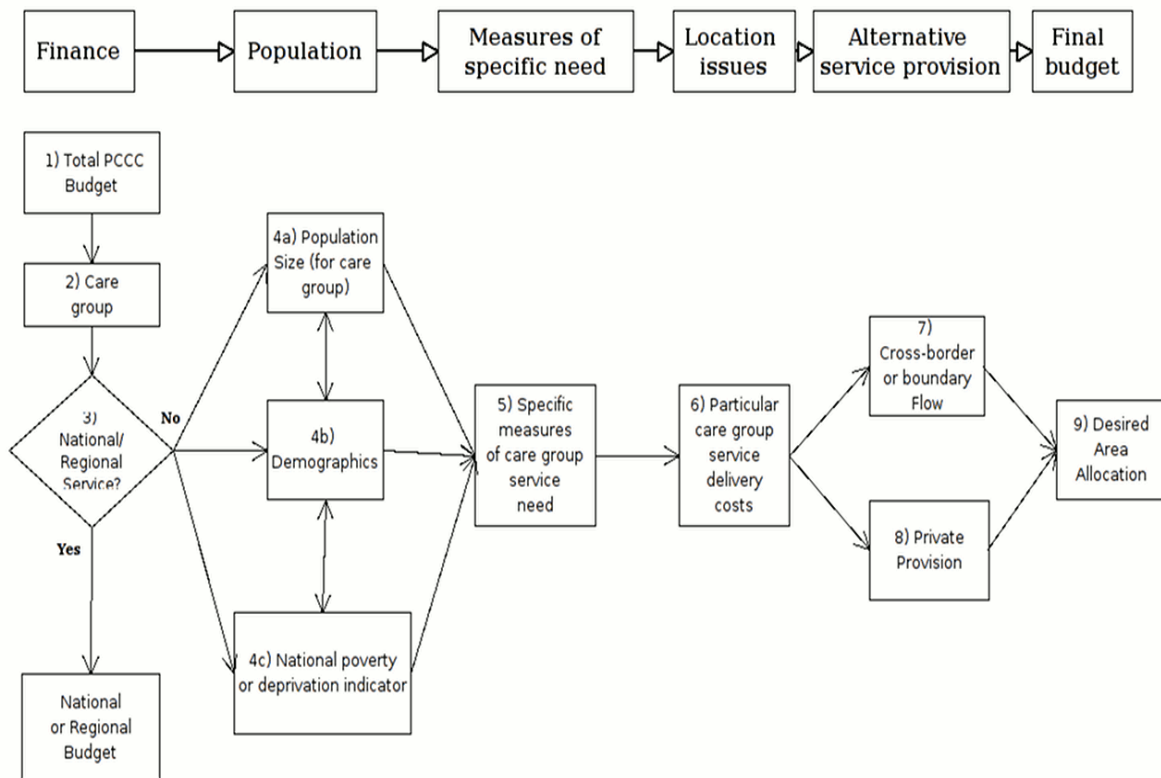 Finance
Population
Measures of
specific need
Location
issues
Alternative
service provision
Final
budget
1) Total PCCC
Budget
2) Care
group
3)
National/
Regional
Service?
No
Yes
National
or Regional
Budget
4a) Population
Size (for care
group)
4b)
Demographics
4c) National poverty
or deprivation indicator
5) Specific
measures
of care group
service
need
6) Particular
care group
service
delivery
costs
7)
Cross-border
or boundary
Flow
8) Private
Provision
9) Desired
Area
Allocation